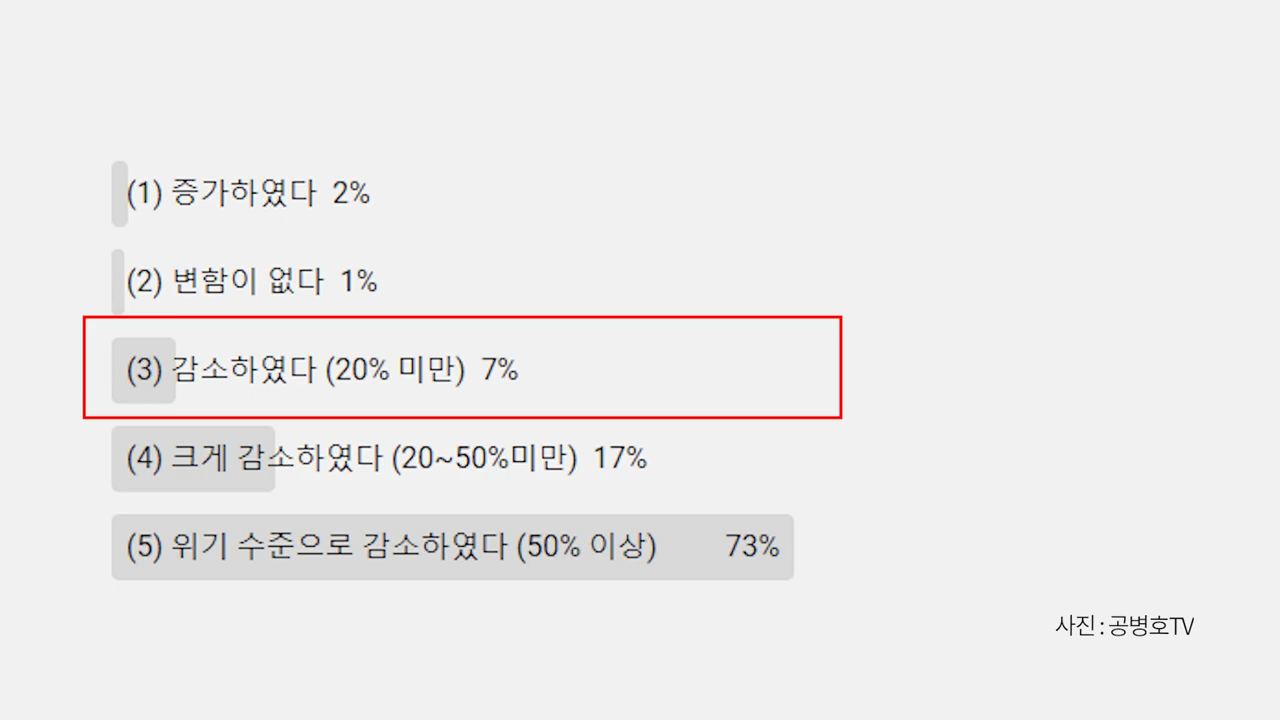 (1) 증가하였다 2%
(2) 변함이 없다 1%
(3) 감소하였다 (20% 미만) 7%
(4) 크게 감소하였다 (20~50%미만) 17%
(5) 위기 수준으로 감소하였다 (50% 이상) 73%
사진 : 공병호TV